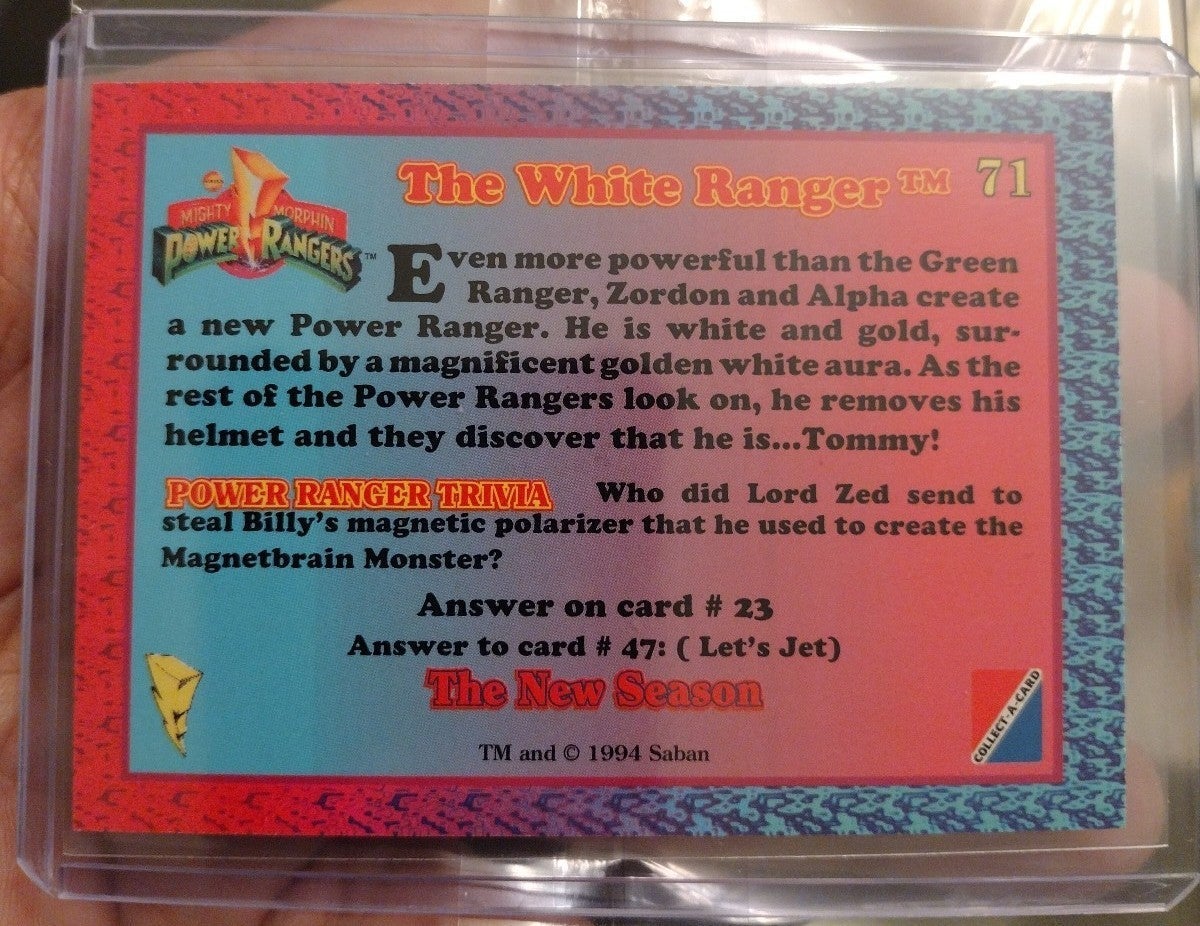 The White Ranger™ 71
MIGHTY MORPHIN
POWER RANGERS™
Even more powerful than the Green
Ranger, Zordon and Alpha create
a new Power Ranger. He is white and gold, sur-
rounded by a magnificent golden white aura. As the
rest of the Power Rangers look on, he removes his
helmet and they discover that he is...Tommy!
POWER RANGER TRIVIA Who did Lord Zed send to
steal Billy's magnetic polarizer that he used to create the
Magnetbrain Monster?
Answer on card # 23
Answer to card # 47: ( Let's Jet)
The New Season
COLLECT-A-CARD
TM and © 1994 Saban